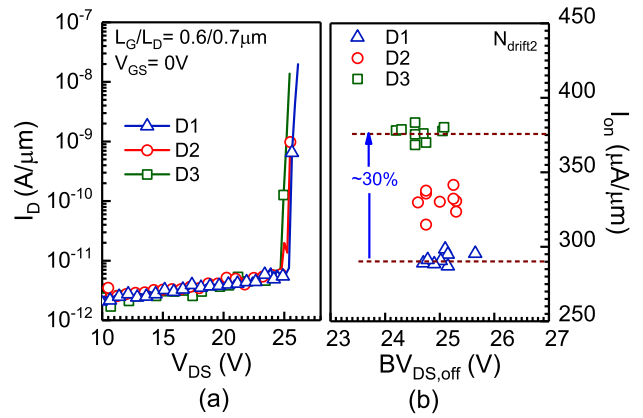 10^-7
10^-8
10^-9
10^-10
10^-11
10^-12
I_D (A/μm)
L_G/L_D= 0.6/0.7μm
V_GS= 0V
D1
D2
D3
10 15 20 25 30
V_DS (V)
(a)
D1
D2
D3
N_drift2
~30%
450
400
350
300
250
I_on (μA/μm)
23 24 25 26 27
BV_DS,off (V)
(b)